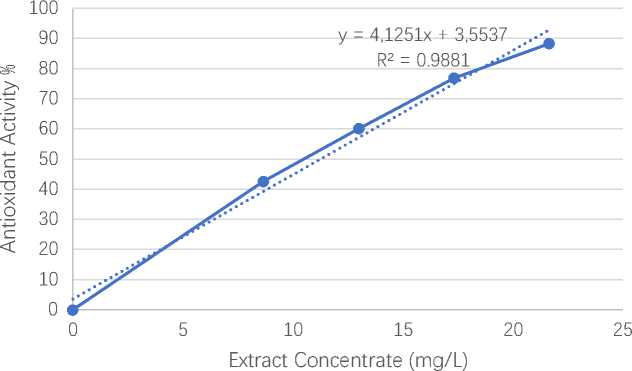 100
90
80
70
60
50
40
30
20
10
0
Antioxidant Activity %
y = 4,1251x + 3,5537
R² = 0.9881
0 5 10 15 20 25
Extract Concentrate (mg/L)